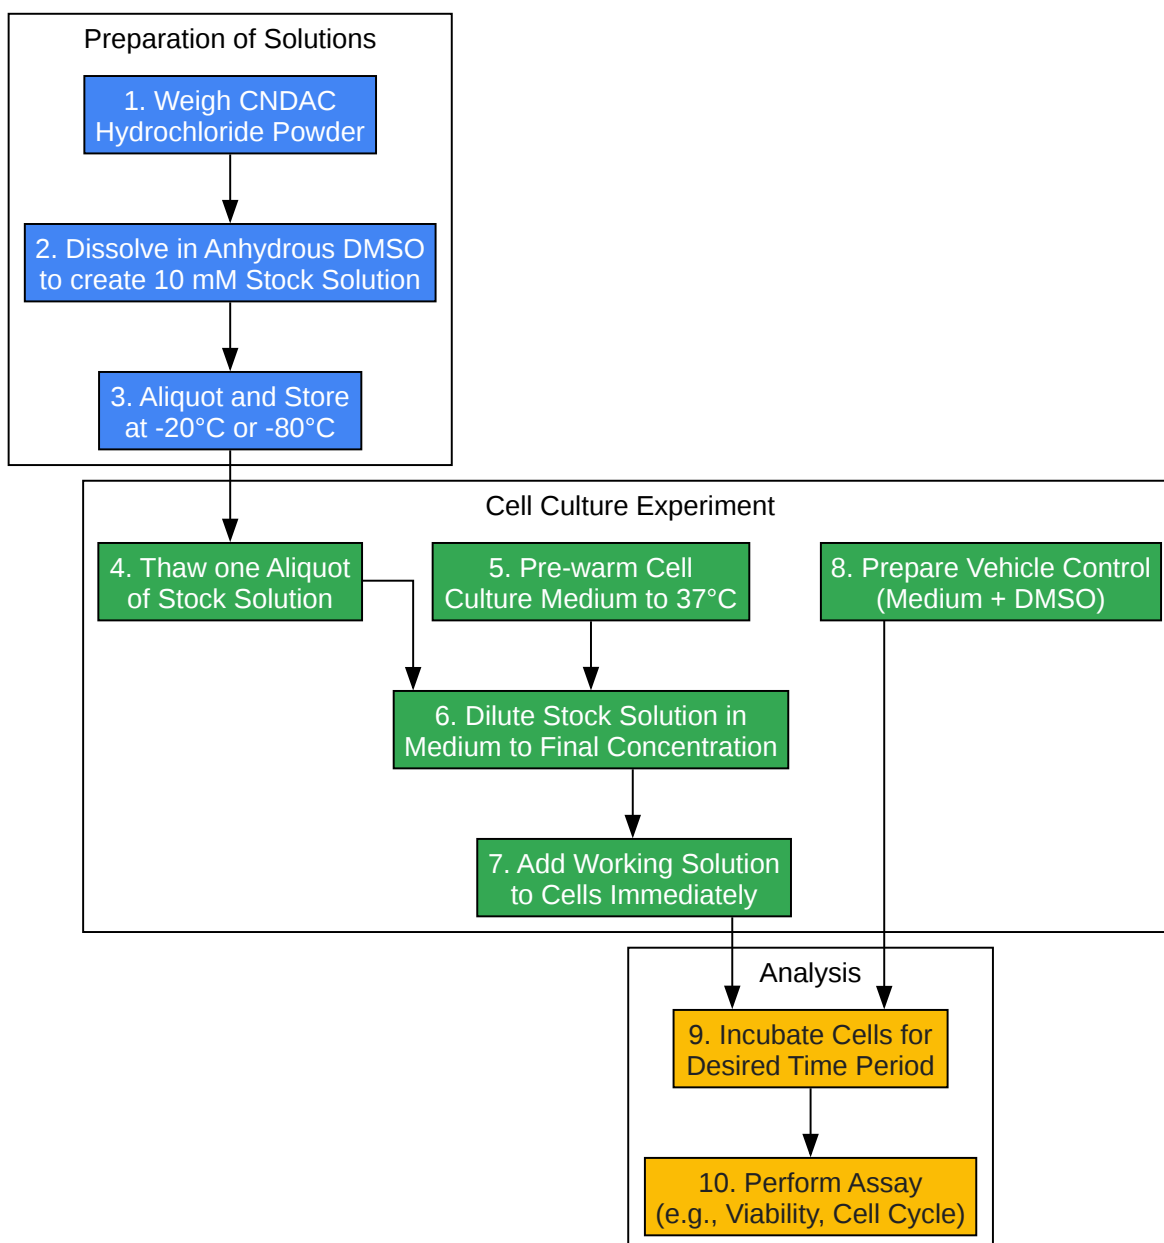 Preparation of Solutions
1. Weigh CNDAC
Hydrochloride Powder
2. Dissolve in Anhydrous DMSO
to create 10 mM Stock Solution
3. Aliquot and Store
at -20°C or -80°C
Cell Culture Experiment
4. Thaw one Aliquot
of Stock Solution
5. Pre-warm Cell
Culture Medium to 37°C
8. Prepare Vehicle Control
(Medium + DMSO)
6. Dilute Stock Solution in
Medium to Final Concentration
7. Add Working Solution
to Cells Immediately
Analysis
9. Incubate Cells for
Desired Time Period
10. Perform Assay
(e.g., Viability, Cell Cycle)